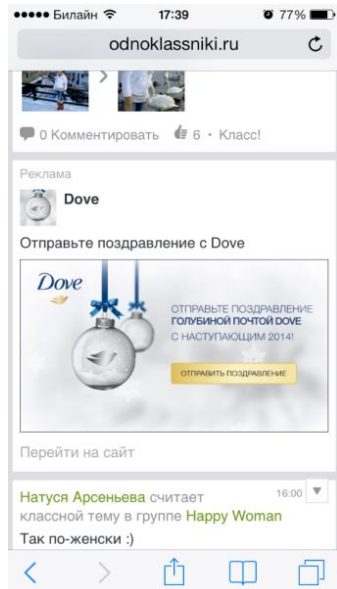 Билайн 17:39 77%
odnoklassniki.ru
0 Комментировать 6 · Класс!
Реклама
Dove
Отправьте поздравление с Dove
Dove
ОТПРАВЬТЕ ПОЗДРАВЛЕНИЕ
ГОЛУБИНОЙ ПОЧТОЙ DOVE
С НАСТУПАЮЩИМ 2014!
ОТПРАВИТЬ ПОЗДРАВЛЕНИЕ
Перейти на сайт
Натуся Арсеньева считает 16:00
классной тему в группе Happy Woman
Так по-женски :)